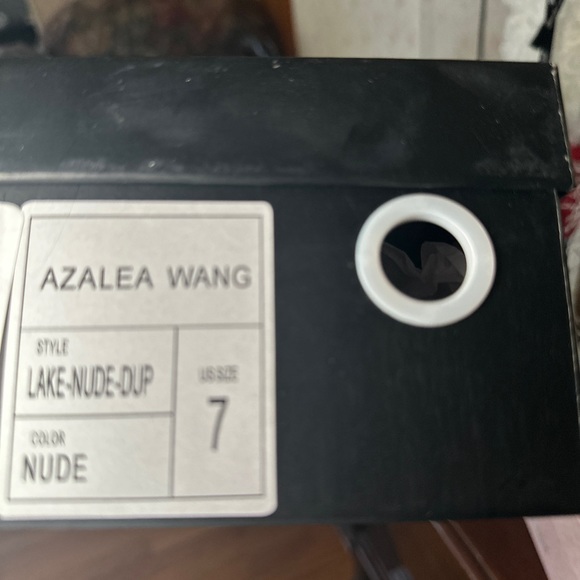 AZALEA WANG
STYLE
LAKE-NUDE-DUP
US SIZE
7
COLOR
NUDE